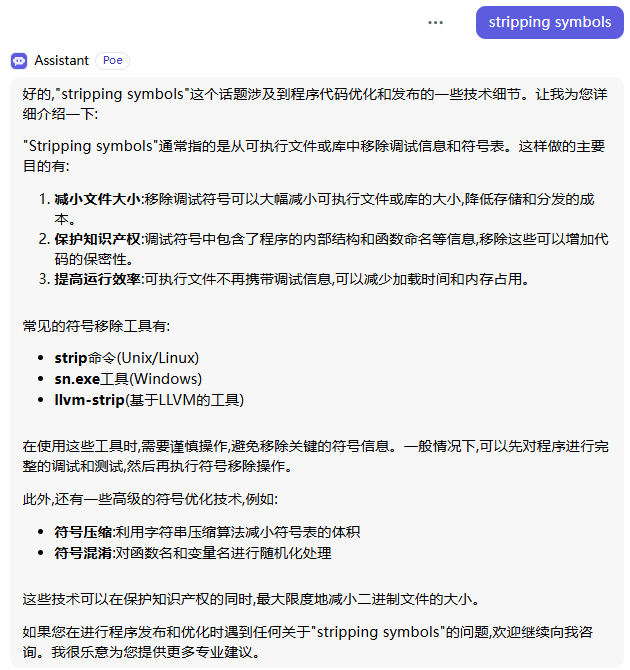 stripping symbols
Assistant Poe
好的,"stripping symbols"这个话题涉及到程序代码优化和发布的一些技术细节。让我为您详
细介绍一下:
"Stripping symbols"通常指的是从可执行文件或库中移除调试信息和符号表。这样做的主要
目的有:
1. 减小文件大小:移除调试符号可以大幅减小可执行文件或库的大小,降低存储和分发的成
本。
2. 保护知识产权:调试符号中包含了程序的内部结构和函数命名等信息,移除这些可以增加代
码的保密性。
3. 提高运行效率:可执行文件不再携带调试信息,可以减少加载时间和内存占用。
常见的符号移除工具有:
• strip命令(Unix/Linux)
• sn.exe工具(Windows)
• llvm-strip(基于LLVM的工具)
在使用这些工具时,需要谨慎操作,避免移除关键的符号信息。一般情况下,可以先对程序进行完
整的调试和测试,然后再执行符号移除操作。
此外,还有一些高级的符号优化技术,例如:
• 符号压缩:利用字符串压缩算法减小符号表的体积
• 符号混淆:对函数名和变量名进行随机化处理
这些技术可以在保护知识产权的同时,最大限度地减小二进制文件的大小。
如果您在进行程序发布和优化时遇到任何关于"stripping symbols"的问题,欢迎继续向我咨
询。我很乐意为您提供更多专业建议。